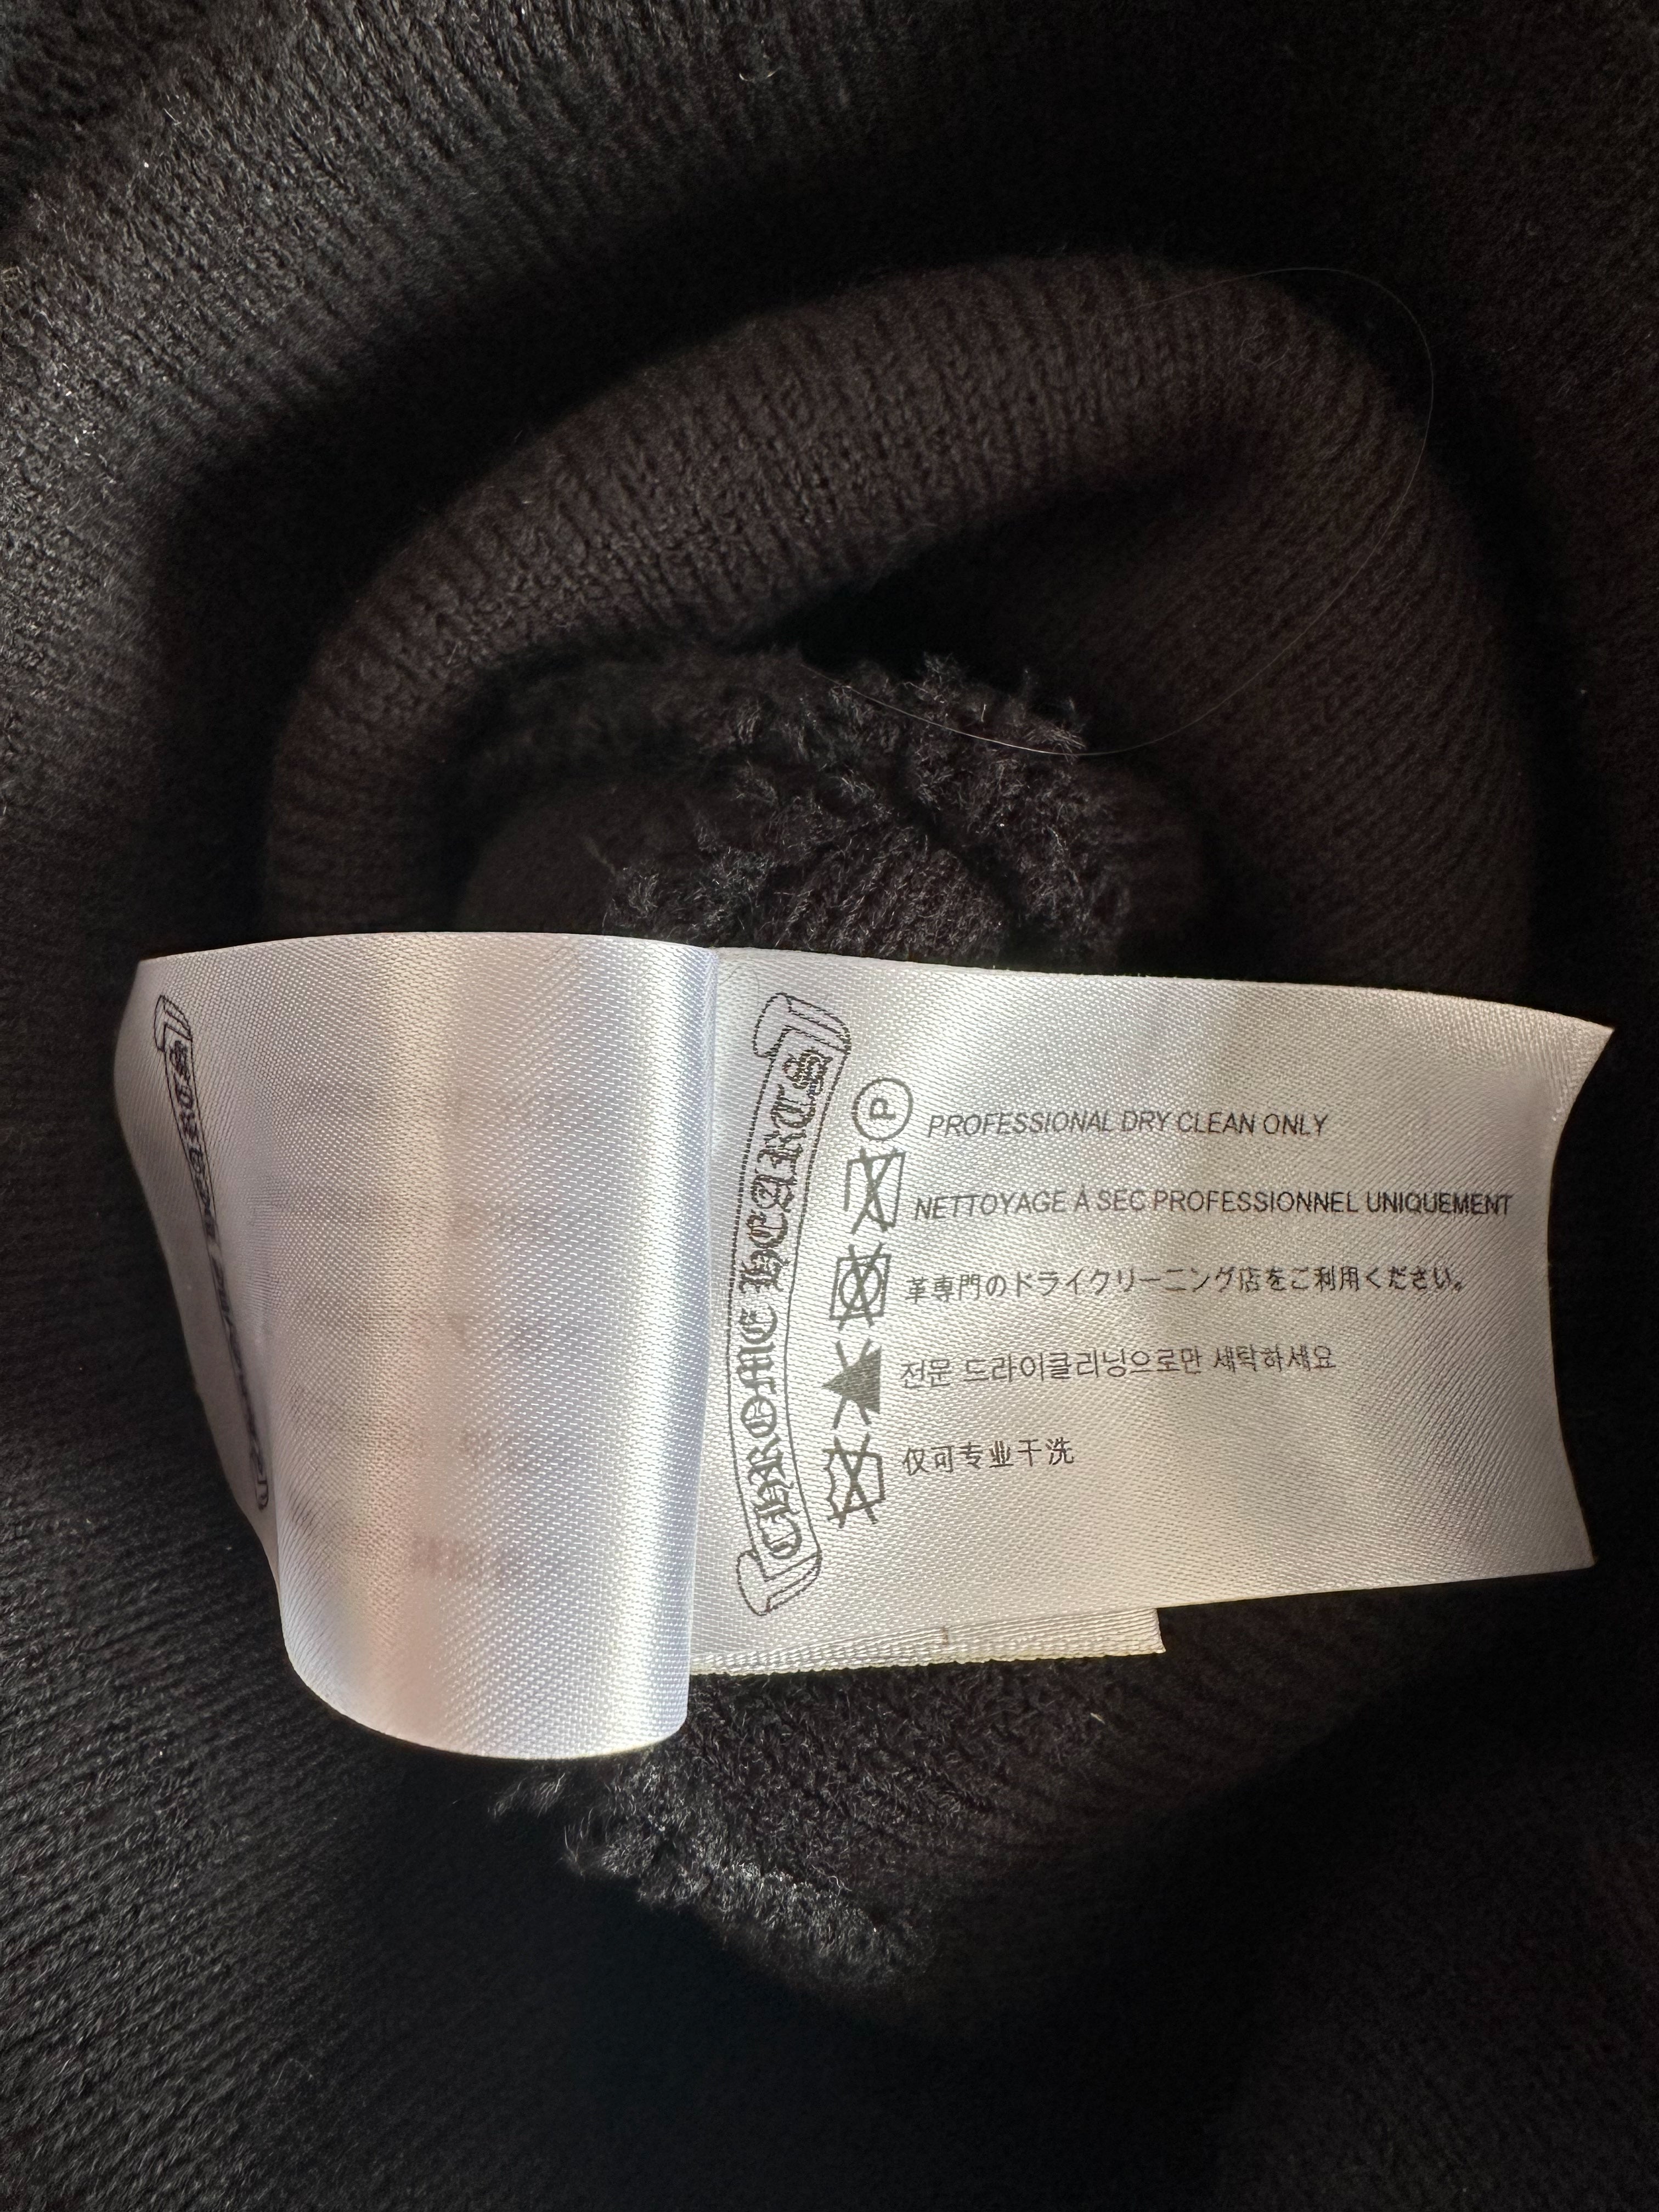 CHROME HEARTS
P
PROFESSIONAL DRY CLEAN ONLY
NETTOYAGE À SEC PROFESSIONNEL UNIQUEMENT
革専門のドライクリーニング店をご利用ください。
전문 드라이클리닝으로만 세탁하세요
仅可专业干洗